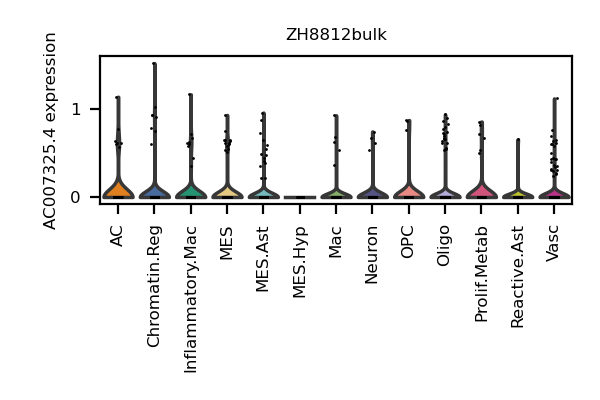 ZH8812bulk
AC007325.4 expression
1
0
AC
Chromatin.Reg
Inflammatory.Mac
MES
MES.Ast
MES.Hyp
Mac
Neuron
OPC
Oligo
Prolif.Metab
Reactive.Ast
Vasc